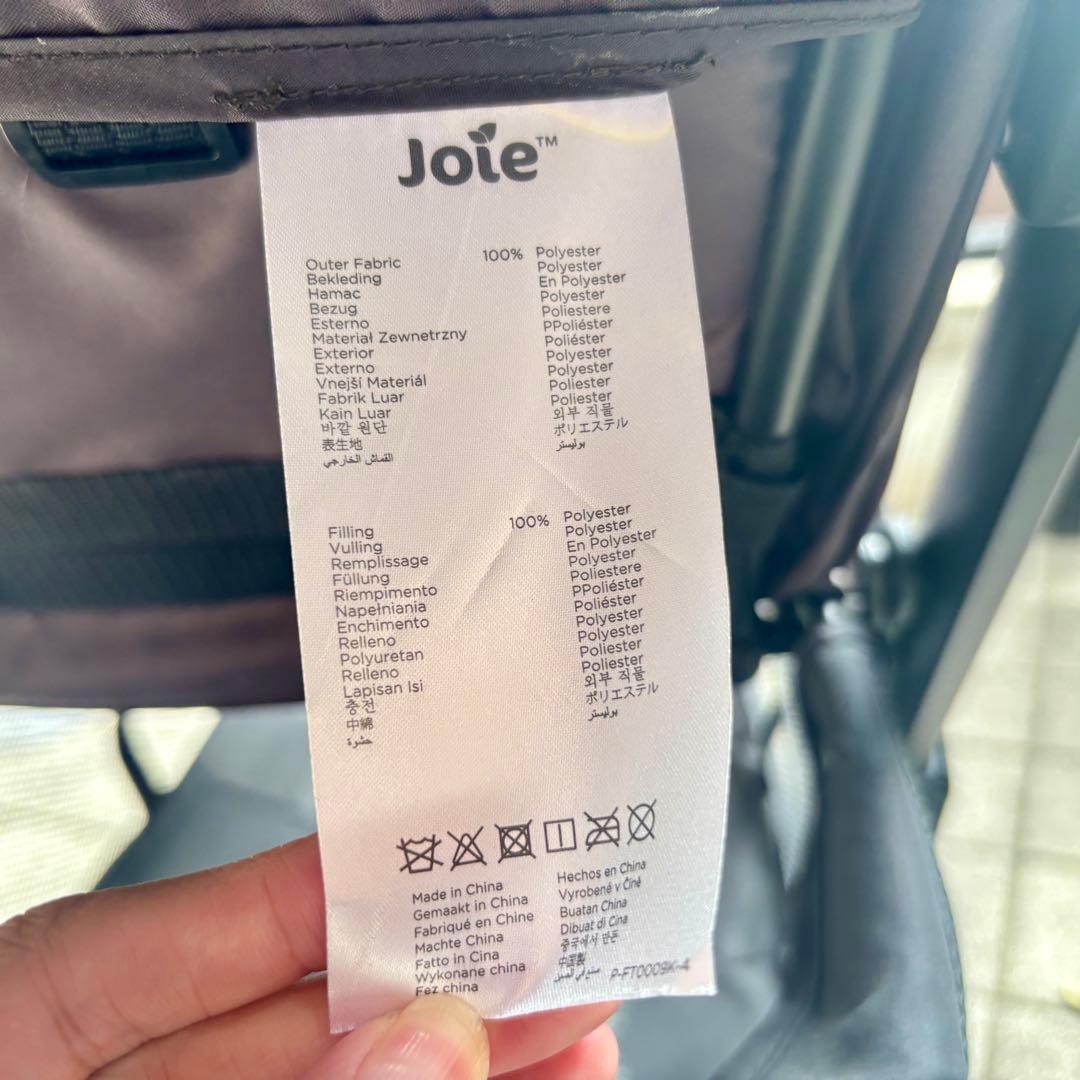 Joie™
Outer Fabric 100% Polyester
Bekleding Polyester
Hamac En Polyester
Bezug Polyester
Esterno Poliestere
Materiał Zewnetrzny PPoliéster
Exterior Poliéster
Externo Polyester
Vnejší Materiál Polyester
Fabrik Luar Poliester
Kain Luar Poliester
바깥 원단 외부 직물
表生地 ポリエステル
القماش الخارجي بوليستر
Filling 100% Polyester
Vulling Polyester
Remplissage En Polyester
Füllung Polyester
Riempimento Poliestere
Napełniania PPoliéster
Enchimento Poliéster
Relleno Polyester
Polyuretan Polyester
Relleno Poliester
Lapisan Isi Poliester
충전 외부 직물
中綿 ポリエステル
حشوة بوليستر
Made in China
Gemaakt in China
Fabriqué en Chine
Machte China
Fatto in Cina
Wykonane china
Fez china
Hechos en China
Vyrobené v Číně
Buatan China
Dibuat di Cina
중국에서 만든
中国製
صنع في الصين P-FT0009K-4